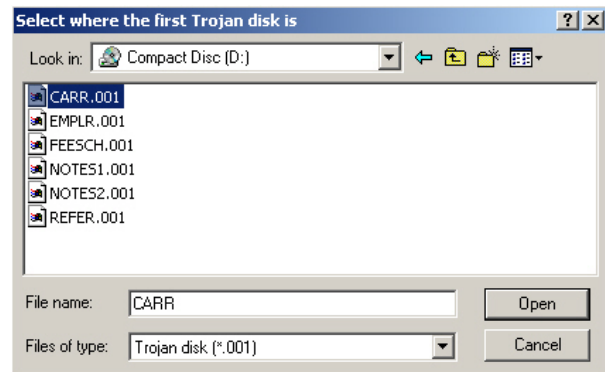 Select where the first Trojan disk is
Look in: Compact Disc (D:)
CARR.001
EMPLR.001
FEESCH.001
NOTES1.001
NOTES2.001
REFER.001
File name: CARR Open
Files of type: Trojan disk (*.001) Cancel